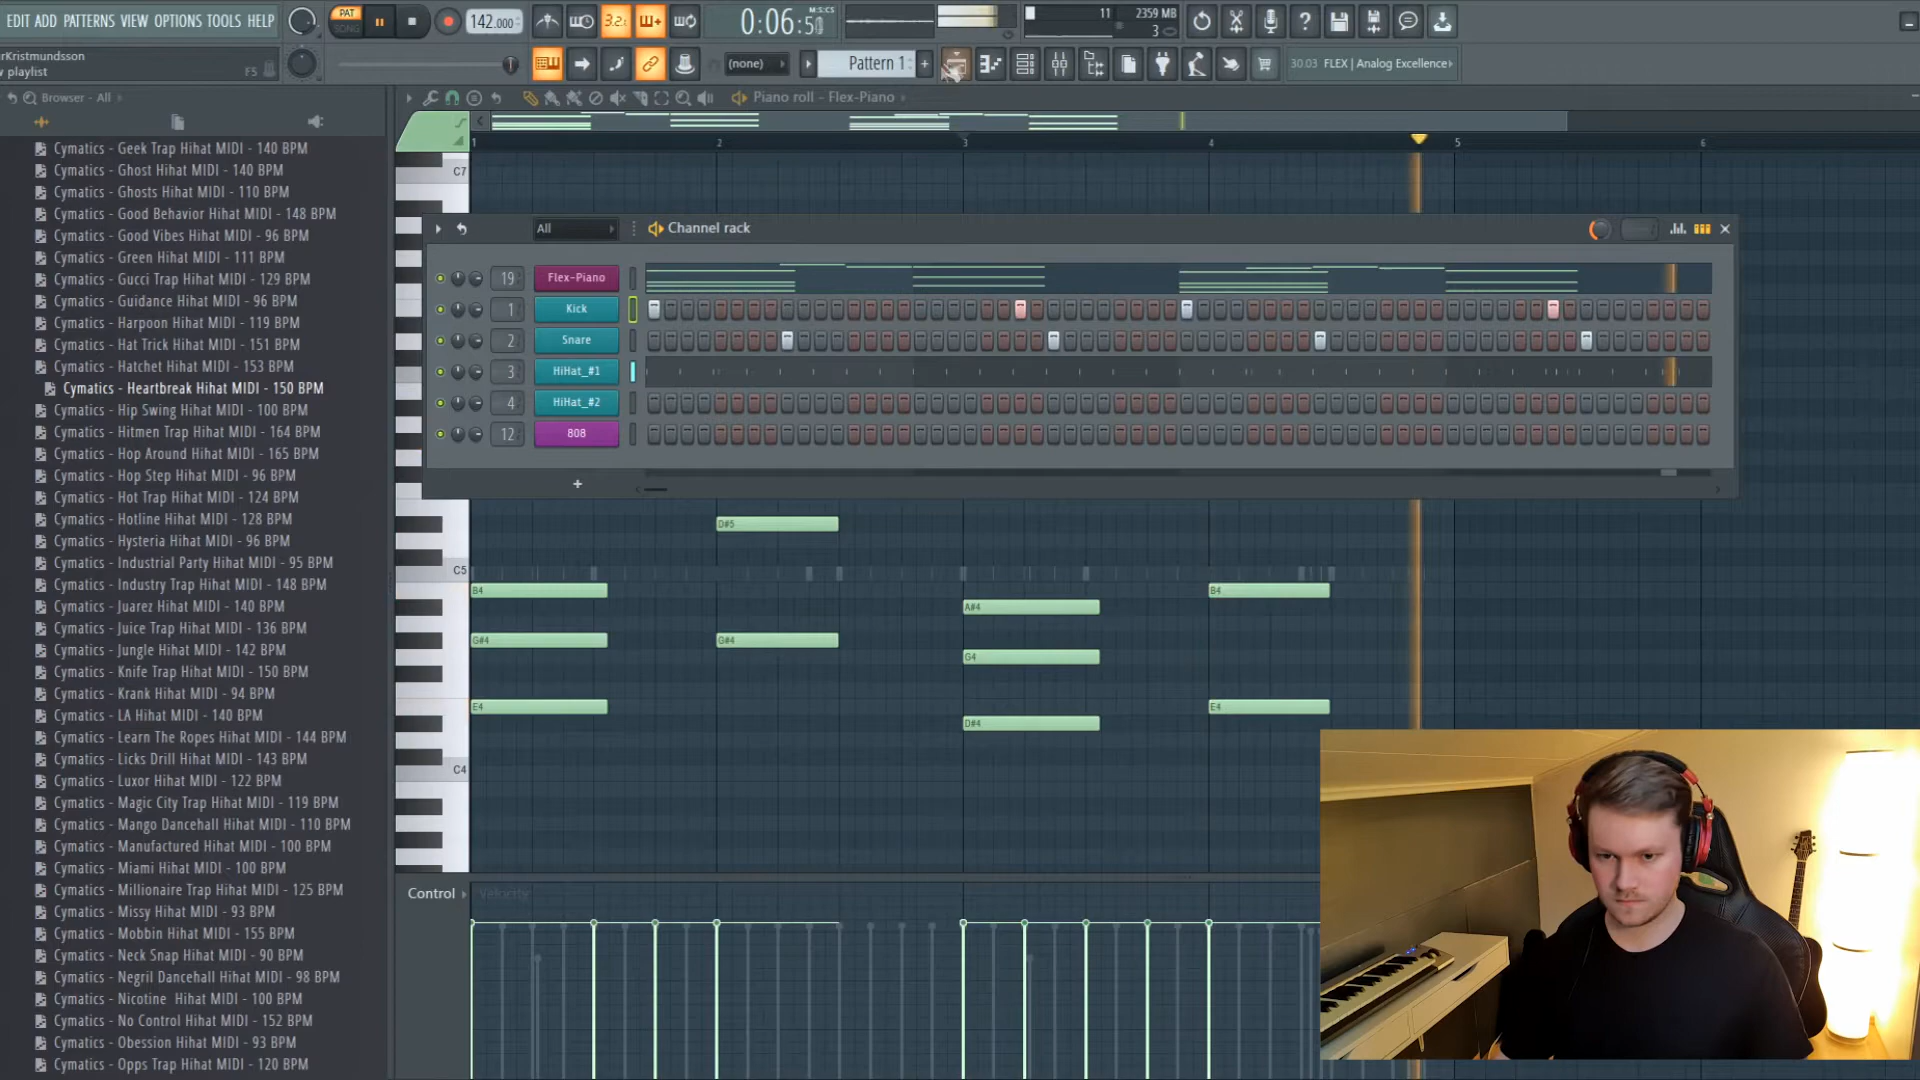 EDIT ADD PATTERNS VIEW OPTIONS TOOLS HELP
PAT
SONG
142.000
3.2.
0:06:50
M:S:CS
11
2359 MB
3
rKristmundsson
w playlist
F5
(none)
Pattern 1
30.03 FLEX | Analog Excellence
Browser - All
Piano roll - Flex-Piano
1 2 3 4 5 6
Cymatics - Geek Trap Hihat MIDI - 140 BPM
Cymatics - Ghost Hihat MIDI - 140 BPM
Cymatics - Ghosts Hihat MIDI - 110 BPM
Cymatics - Good Behavior Hihat MIDI - 148 BPM
Cymatics - Good Vibes Hihat MIDI - 96 BPM
Cymatics - Green Hihat MIDI - 111 BPM
Cymatics - Gucci Trap Hihat MIDI - 129 BPM
Cymatics - Guidance Hihat MIDI - 96 BPM
Cymatics - Harpoon Hihat MIDI - 119 BPM
Cymatics - Hat Trick Hihat MIDI - 151 BPM
Cymatics - Hatchet Hihat MIDI - 153 BPM
Cymatics - Heartbreak Hihat MIDI - 150 BPM
Cymatics - Hip Swing Hihat MIDI - 100 BPM
Cymatics - Hitmen Trap Hihat MIDI - 164 BPM
Cymatics - Hop Around Hihat MIDI - 165 BPM
Cymatics - Hop Step Hihat MIDI - 96 BPM
Cymatics - Hot Trap Hihat MIDI - 124 BPM
Cymatics - Hotline Hihat MIDI - 128 BPM
Cymatics - Hysteria Hihat MIDI - 96 BPM
Cymatics - Industrial Party Hihat MIDI - 95 BPM
Cymatics - Industry Trap Hihat MIDI - 148 BPM
Cymatics - Juarez Hihat MIDI - 140 BPM
Cymatics - Juice Trap Hihat MIDI - 136 BPM
Cymatics - Jungle Hihat MIDI - 142 BPM
Cymatics - Knife Trap Hihat MIDI - 150 BPM
Cymatics - Krank Hihat MIDI - 94 BPM
Cymatics - LA Hihat MIDI - 140 BPM
Cymatics - Learn The Ropes Hihat MIDI - 144 BPM
Cymatics - Licks Drill Hihat MIDI - 143 BPM
Cymatics - Luxor Hihat MIDI - 122 BPM
Cymatics - Magic City Trap Hihat MIDI - 119 BPM
Cymatics - Mango Dancehall Hihat MIDI - 110 BPM
Cymatics - Manufactured Hihat MIDI - 100 BPM
Cymatics - Miami Hihat MIDI - 100 BPM
Cymatics - Millionaire Trap Hihat MIDI - 125 BPM
Cymatics - Missy Hihat MIDI - 93 BPM
Cymatics - Mobbin Hihat MIDI - 155 BPM
Cymatics - Neck Snap Hihat MIDI - 90 BPM
Cymatics - Negril Dancehall Hihat MIDI - 98 BPM
Cymatics - Nicotine Hihat MIDI - 100 BPM
Cymatics - No Control Hihat MIDI - 152 BPM
Cymatics - Obession Hihat MIDI - 93 BPM
Cymatics - Opps Trap Hihat MIDI - 120 BPM
C7
All
Channel rack
19 Flex-Piano
1 Kick
2 Snare
3 HiHat_#1
4 HiHat_#2
12 808
+
D#5
C5
B4
B4
A#4
G#4
G#4
G4
E4
E4
D#4
C4
Control
Velocity